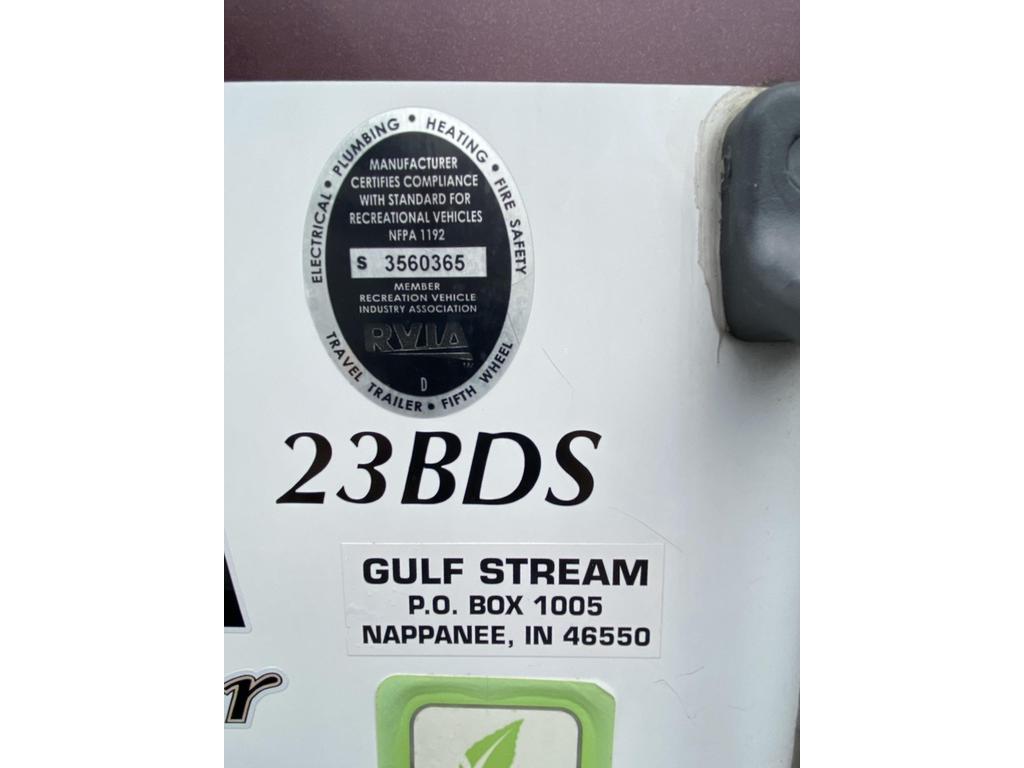 ELECTRICAL • PLUMBING • HEATING • FIRE SAFETY
MANUFACTURER
CERTIFIES COMPLIANCE
WITH STANDARD FOR
RECREATIONAL VEHICLES
NFPA 1192
S 3560365
MEMBER
RECREATION VEHICLE
INDUSTRY ASSOCIATION
RVIA
D
TRAVEL TRAILER • FIFTH WHEEL
23BDS
GULF STREAM
P.O. BOX 1005
NAPPANEE, IN 46550
r